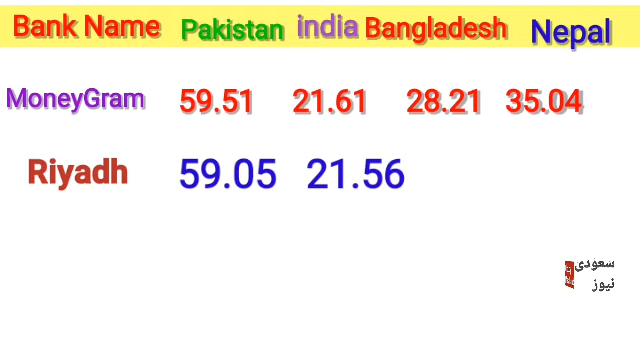 Bank Name Pakistan india Bangladesh Nepal
MoneyGram 59.51 21.61 28.21 35.04
Riyadh 59.05 21.56
سعودی
نیوز